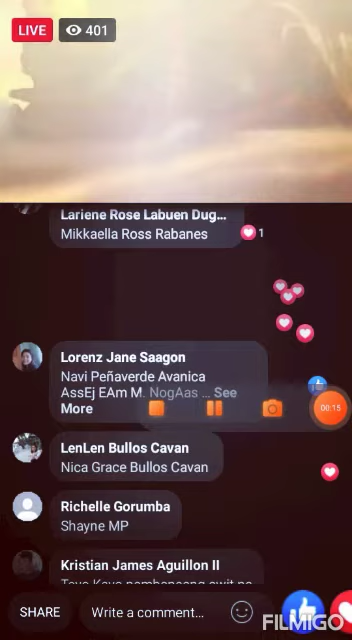 LIVE 401
Lariene Rose Labuen Dug...
Mikkaella Ross Rabanes
1
Lorenz Jane Saagon
Navi Peñaverde Avanica
AssEj EAm M. NogAas ... See
More
00:15
LenLen Bullos Cavan
Nica Grace Bullos Cavan
Richelle Gorumba
Shayne MP
Kristian James Aguillon II
SHARE Write a comment...
FILMIGO